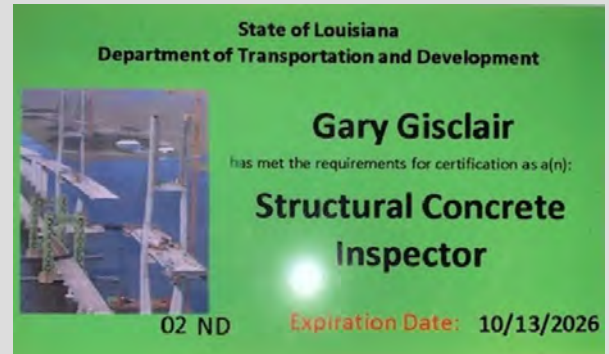 State of Louisiana
Department of Transportation and Development
Gary Gisclair
has met the requirements for certification as a(n):
Structural Concrete
Inspector
02 ND Expiration Date: 10/13/2026